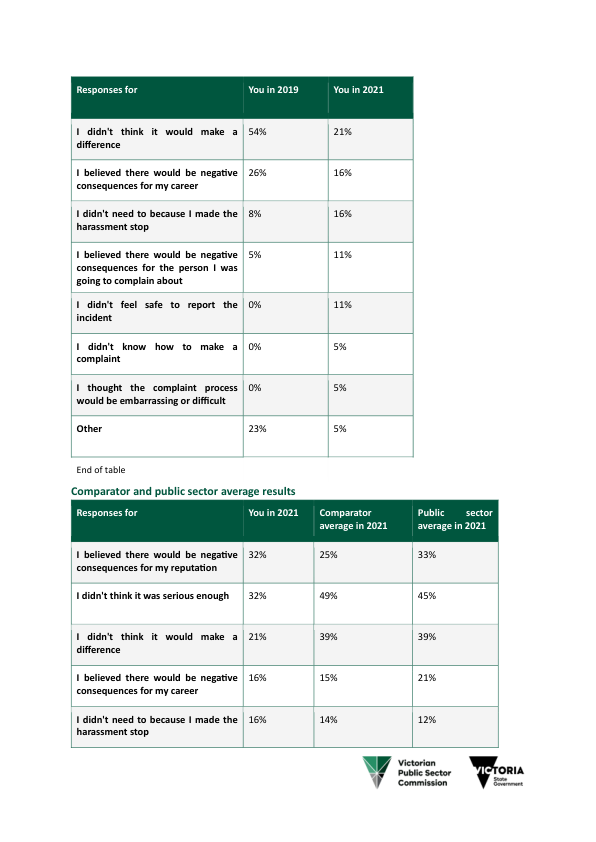 Responses for You in 2019 You in 2021
I didn't think it would make a 54% 21%
difference
I believed there would be negative 26% 16%
consequences for my career
I didn't need to because I made the 8% 16%
harassment stop
I believed there would be negative 5% 11%
consequences for the person I was
going to complain about
I didn't feel safe to report the 0% 11%
incident
I didn't know how to make a 0% 5%
complaint
I thought the complaint process 0% 5%
would be embarrassing or difficult
Other 23% 5%
End of table
Comparator and public sector average results
Responses for You in 2021 Comparator Public sector
average in 2021 average in 2021
I believed there would be negative 32% 25% 33%
consequences for my reputation
I didn't think it was serious enough 32% 49% 45%
I didn't think it would make a 21% 39% 39%
difference
I believed there would be negative 16% 15% 21%
consequences for my career
I didn't need to because I made the 16% 14% 12%
harassment stop
Victorian
Public Sector
Commission
VICTORIA
State
Government